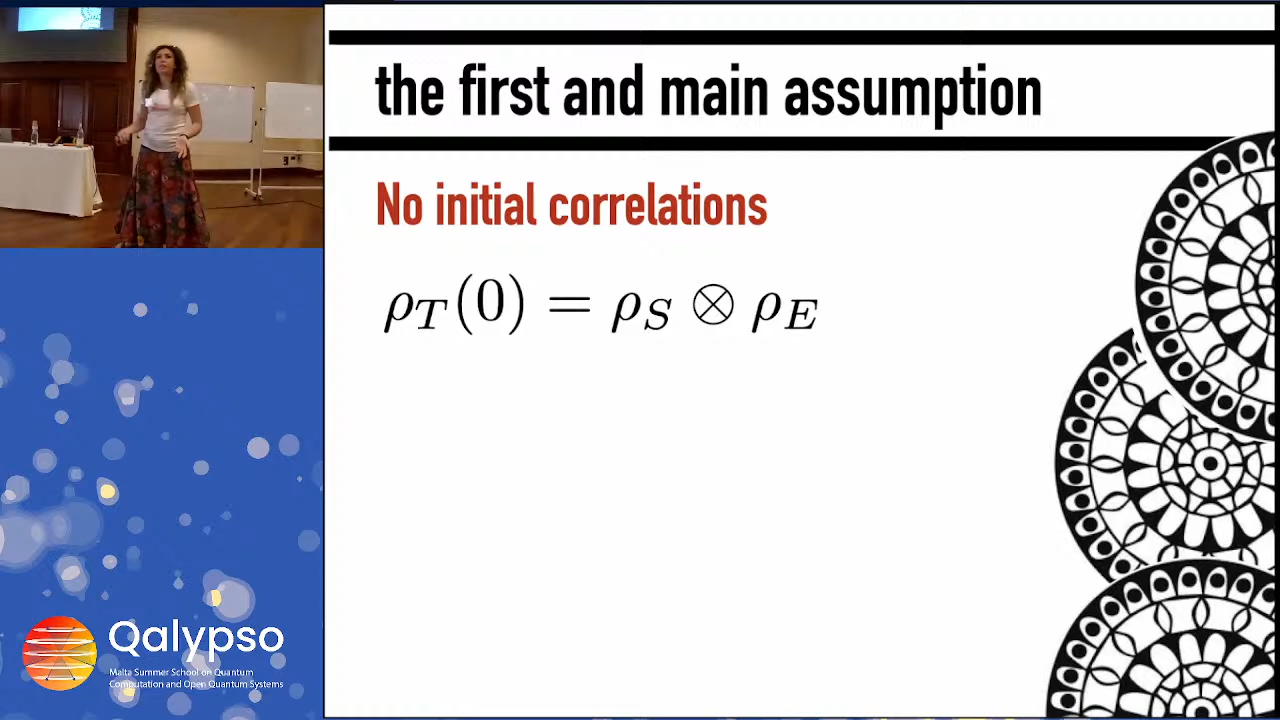 the first and main assumption
No initial correlations
ρ_T(0) = ρ_S ⊗ ρ_E
Qalypso
Malta Summer School on Quantum
Computation and Open Quantum Systems